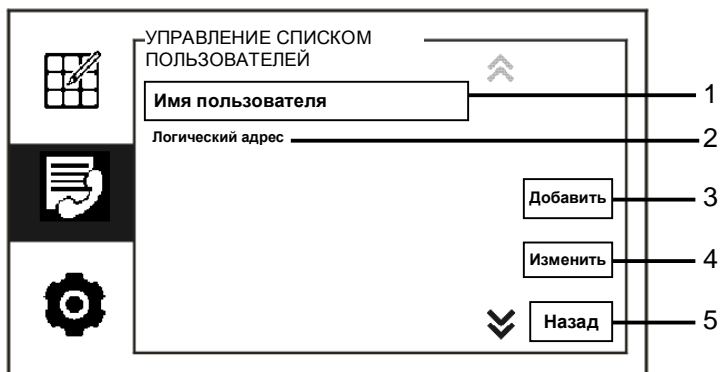 УПРАВЛЕНИЕ СПИСКОМ
ПОЛЬЗОВАТЕЛЕЙ
Имя пользователя 1
Логический адрес 2
Добавить 3
Изменить 4
Назад 5